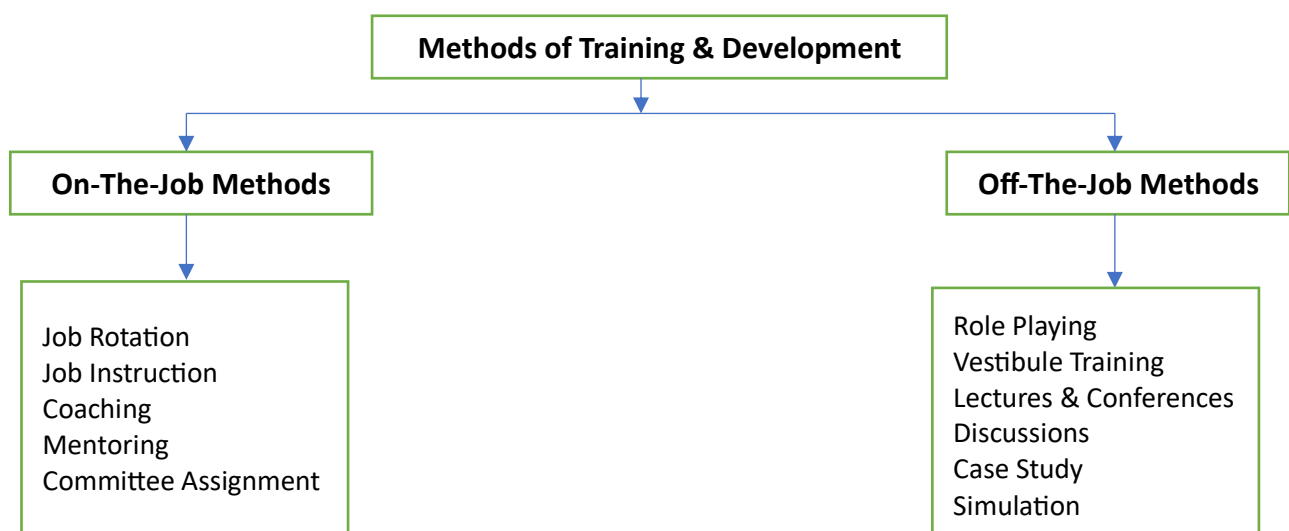 Methods of Training & Development
On-The-Job Methods
Off-The-Job Methods
Job Rotation
Job Instruction
Coaching
Mentoring
Committee Assignment
Role Playing
Vestibule Training
Lectures & Conferences
Discussions
Case Study
Simulation